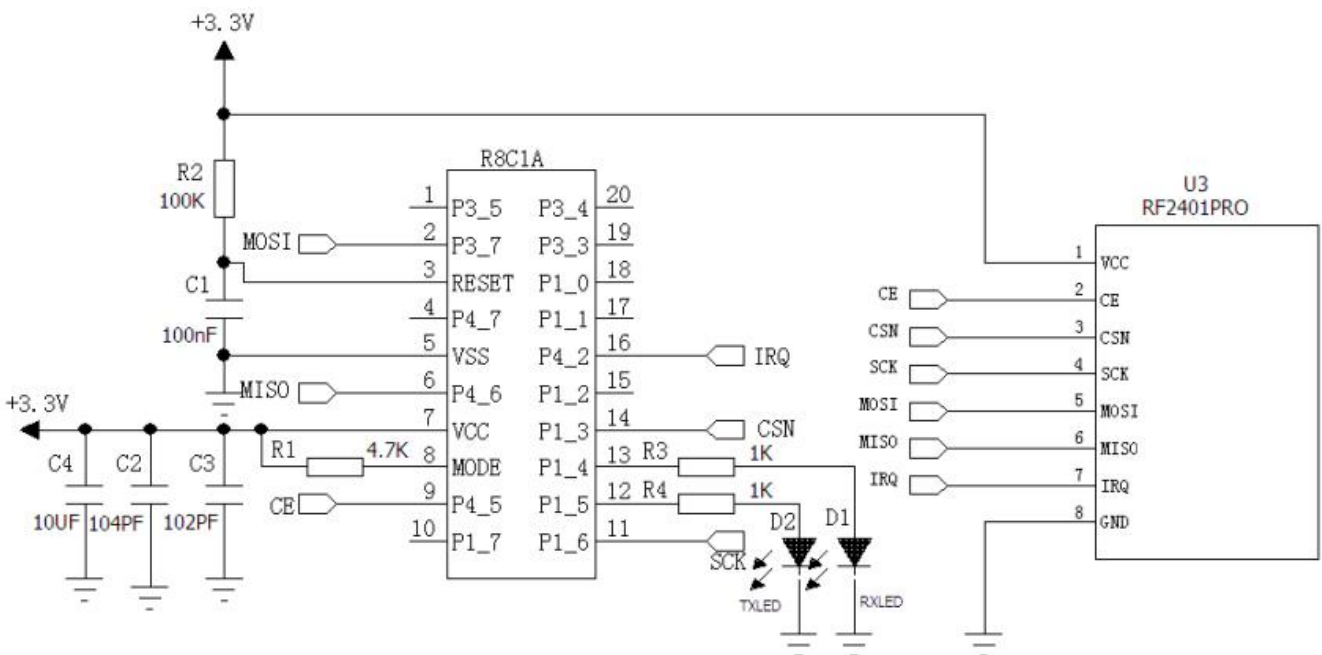 +3.3V
R2
100K
MOSI
C1
100nF
MISO
+3.3V
C4
C2
C3
10UF
104PF
102PF
R1
4.7K
CE
R8C1A
1 P3_5 P3_4 20
2 P3_7 P3_3 19
3 RESET P1_0 18
4 P4_7 P1_1 17
5 VSS P4_2 16
6 P4_6 P1_2 15
7 VCC P1_3 14
8 MODE P1_4 13
9 P4_5 P1_5 12
10 P1_7 P1_6 11
IRQ
CSN
R3
1K
R4
1K
SCK
D2
D1
TXLED
RXLED
U3
RF2401PRO
1 VCC
CE 2 CE
CSN 3 CSN
SCK 4 SCK
MOSI 5 MOSI
MISO 6 MISO
IRQ 7 IRQ
8 GND